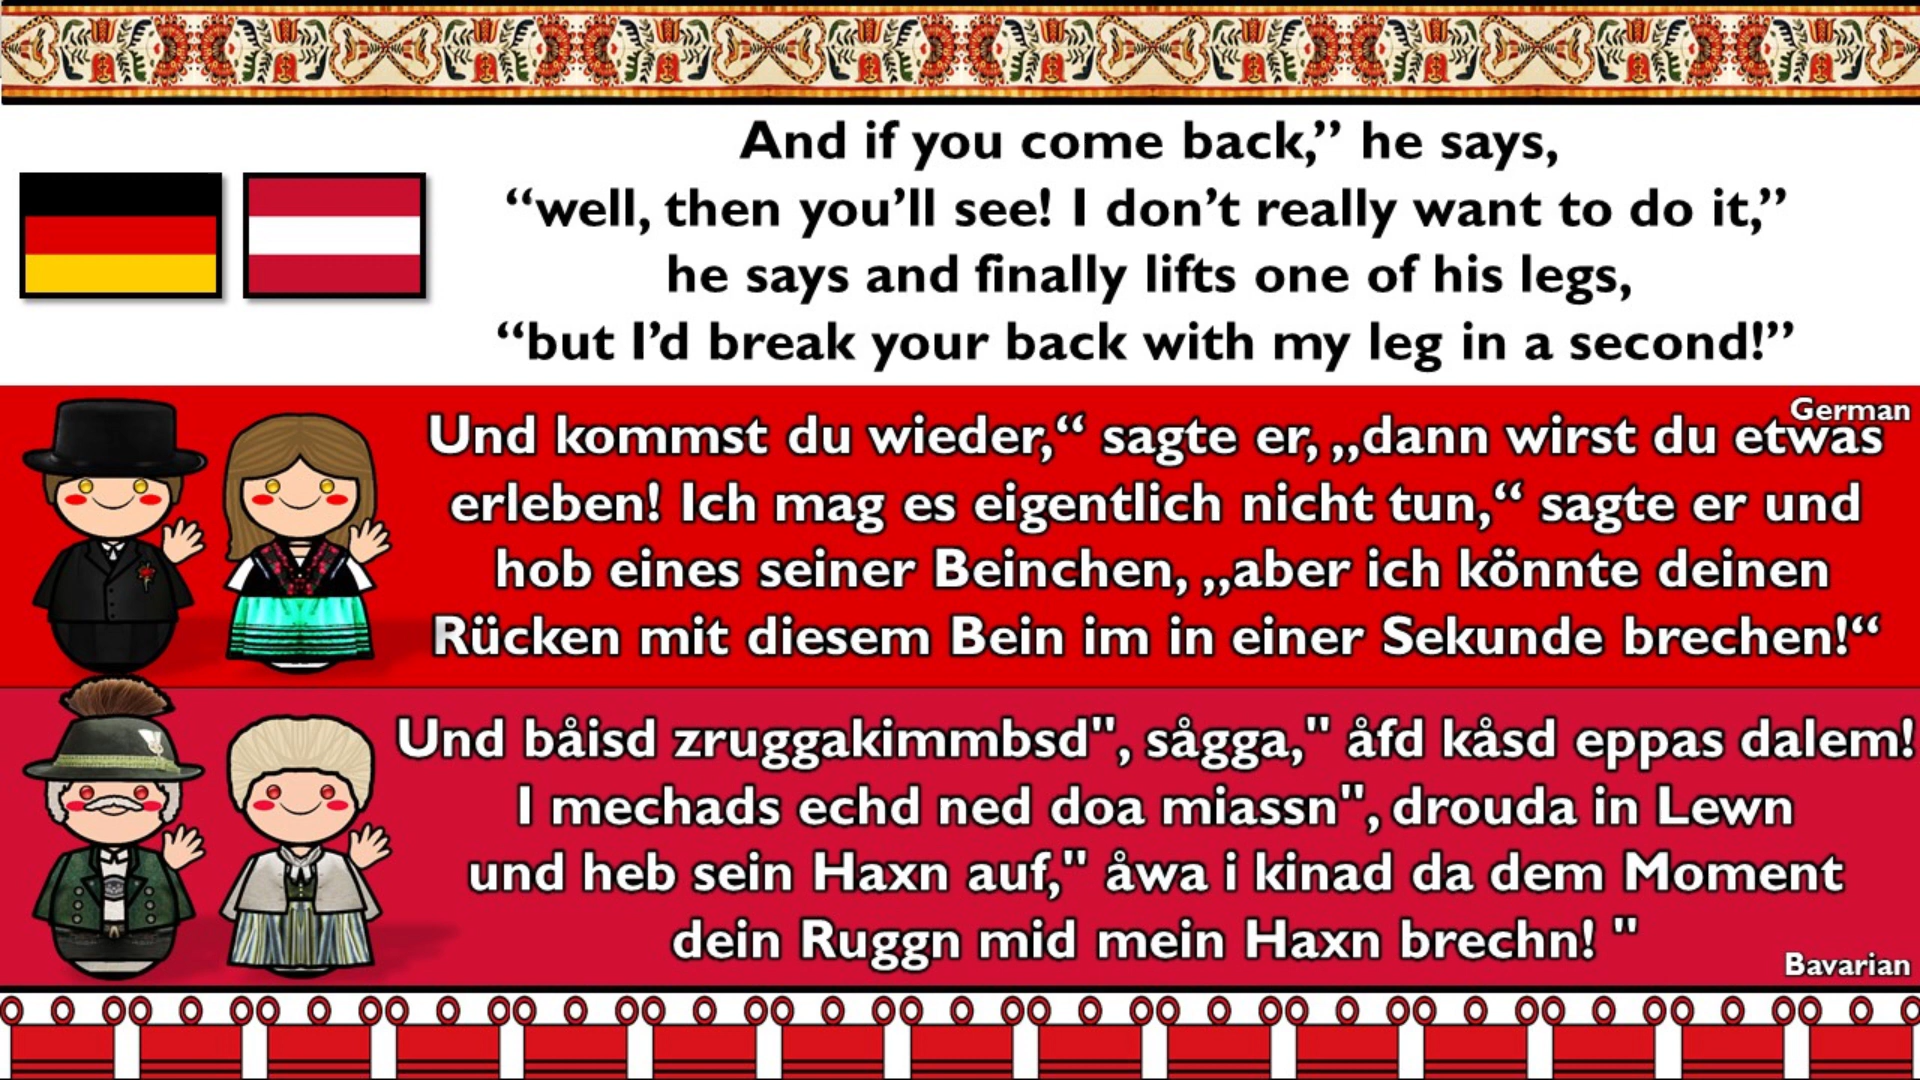 And if you come back,” he says,
“well, then you’ll see! I don’t really want to do it,”
he says and finally lifts one of his legs,
“but I’d break your back with my leg in a second!”
German
Und kommst du wieder,“ sagte er, „dann wirst du etwas
erleben! Ich mag es eigentlich nicht tun,“ sagte er und
hob eines seiner Beinchen, „aber ich könnte deinen
Rücken mit diesem Bein im in einer Sekunde brechen!“
Und båisd zruggakimmbsd", sågga," åfd kåsd eppas dalem!
I mechads echd ned doa miassn", drouda in Lewn
und heb sein Haxn auf," åwa i kinad da dem Moment
dein Ruggn mid mein Haxn brechn! "
Bavarian